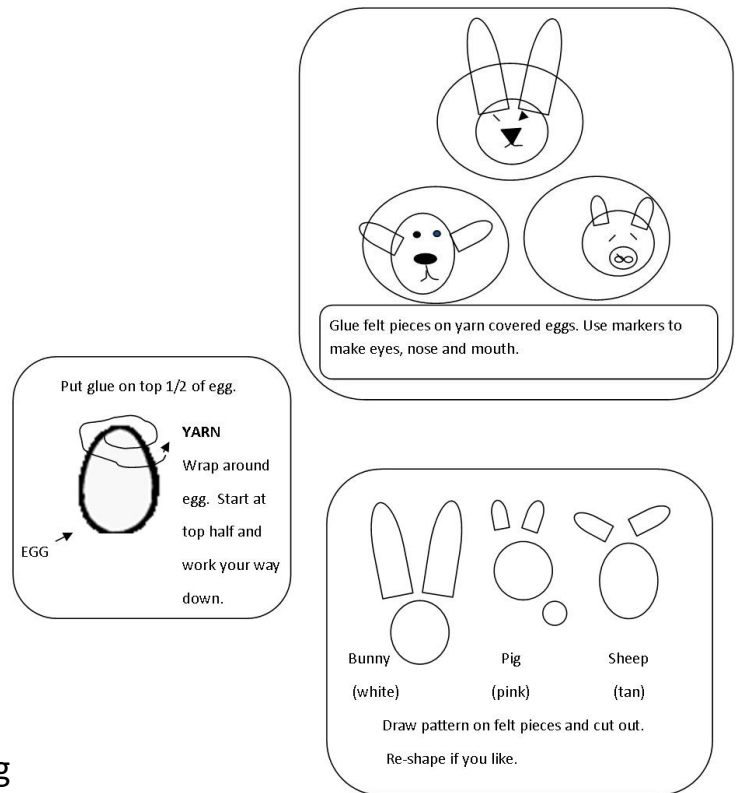 Glue felt pieces on yarn covered eggs. Use markers to
make eyes, nose and mouth.
Put glue on top 1/2 of egg.
YARN
Wrap around
egg. Start at
top half and
work your way
down.
EGG
Bunny Pig Sheep
(white) (pink) (tan)
Draw pattern on felt pieces and cut out.
Re-shape if you like.
g